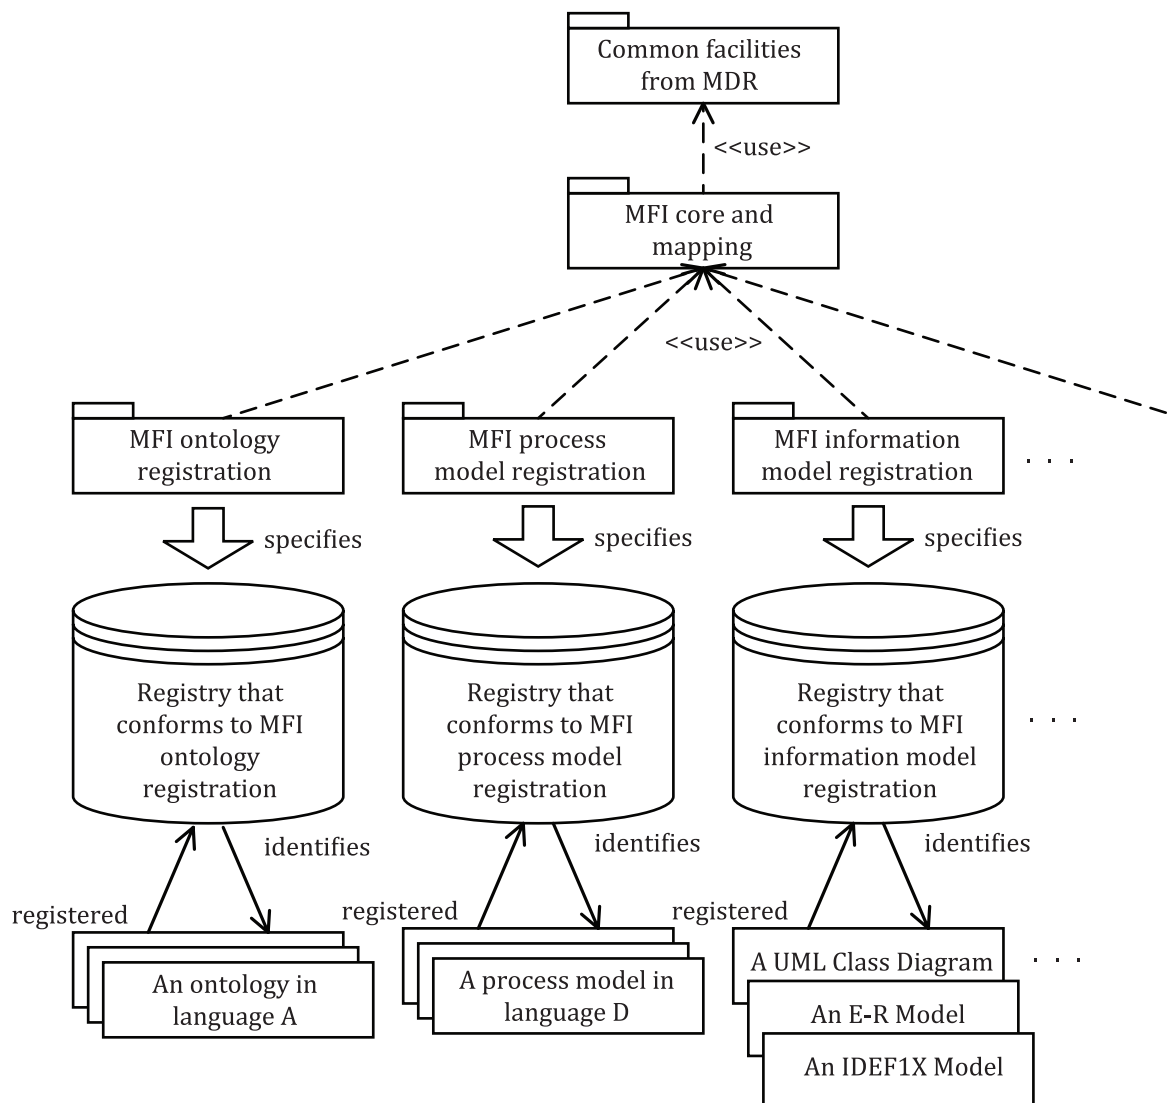 Common facilities
from MDR
<<use>>
MFI core and
mapping
<<use>>
MFI ontology
registration
MFI process
model registration
MFI information
model registration
. . .
specifies
specifies
specifies
Registry that
conforms to MFI
ontology
registration
Registry that
conforms to MFI
process model
registration
Registry that
conforms to MFI
information model
registration
. . .
identifies
identifies
identifies
registered
registered
registered
An ontology in
language A
A process model in
language D
A UML Class Diagram
. . .
An E-R Model
An IDEF1X Model